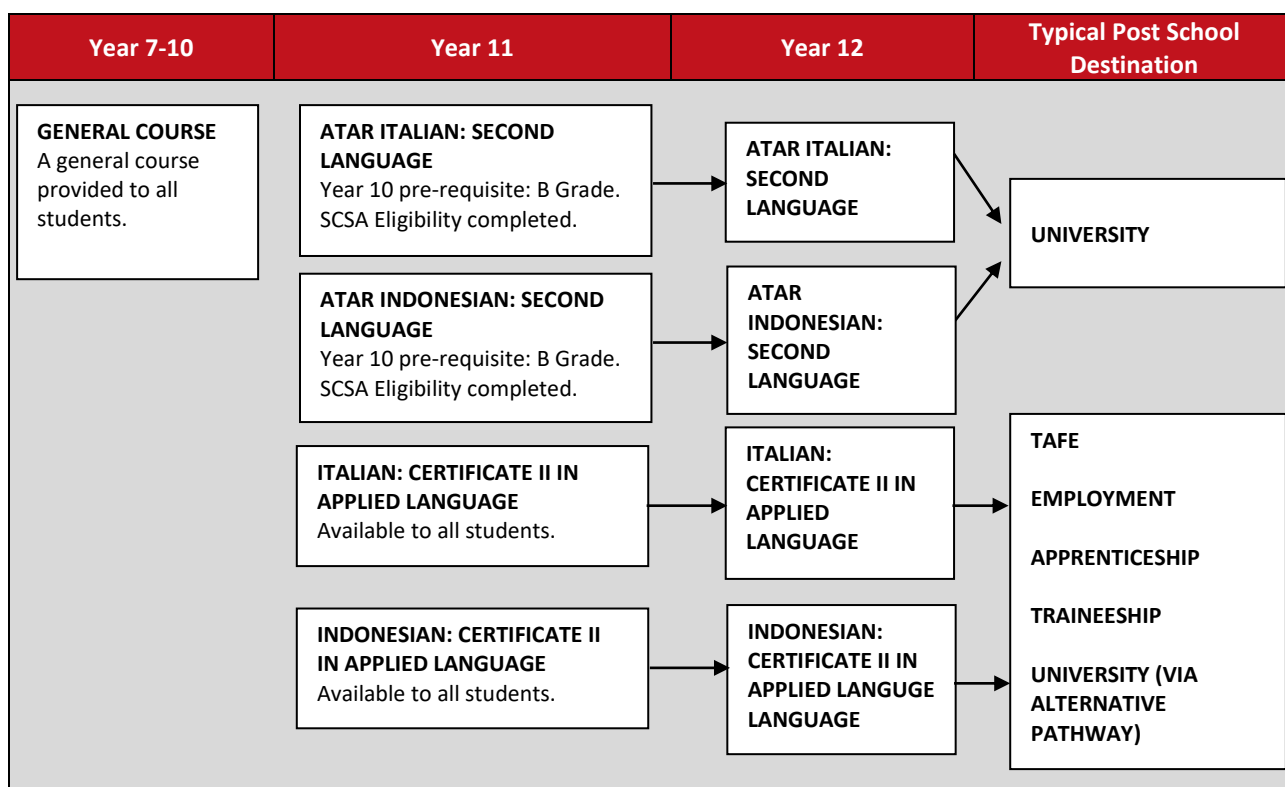 Year 7-10
Year 11
Year 12
Typical Post School
Destination
GENERAL COURSE
A general course
provided to all
students.
ATAR ITALIAN: SECOND
LANGUAGE
Year 10 pre-requisite: B Grade.
SCSA Eligibility completed.
ATAR ITALIAN:
SECOND
LANGUAGE
UNIVERSITY
ATAR INDONESIAN: SECOND
LANGUAGE
Year 10 pre-requisite: B Grade.
SCSA Eligibility completed.
ATAR
INDONESIAN:
SECOND
LANGUAGE
ITALIAN: CERTIFICATE II IN
APPLIED LANGUAGE
Available to all students.
ITALIAN:
CERTIFICATE II IN
APPLIED
LANGUAGE
INDONESIAN: CERTIFICATE II
IN APPLIED LANGUAGE
Available to all students.
INDONESIAN:
CERTIFICATE II IN
APPLIED LANGUGE
LANGUAGE
TAFE
EMPLOYMENT
APPRENTICESHIP
TRAINEESHIP
UNIVERSITY (VIA
ALTERNATIVE
PATHWAY)